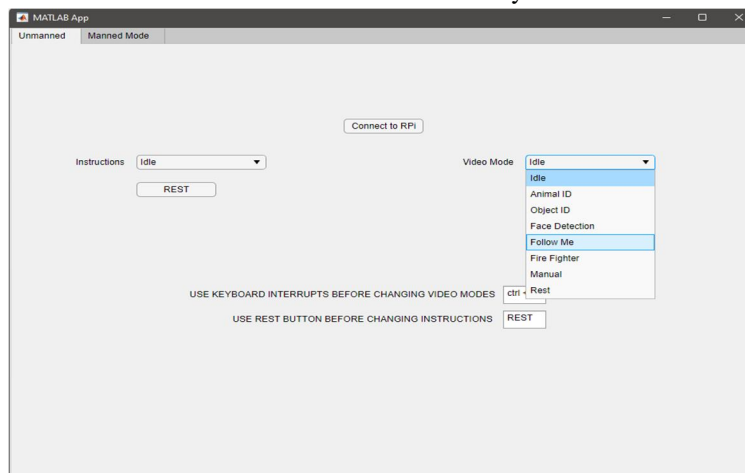 MATLAB App
Unmanned Manned Mode
Connect to RPi
Instructions Idle Video Mode Idle
REST
Idle
Animal ID
Object ID
Face Detection
Follow Me
Fire Fighter
Manual
Rest
USE KEYBOARD INTERRUPTS BEFORE CHANGING VIDEO MODES ctrl
USE REST BUTTON BEFORE CHANGING INSTRUCTIONS REST